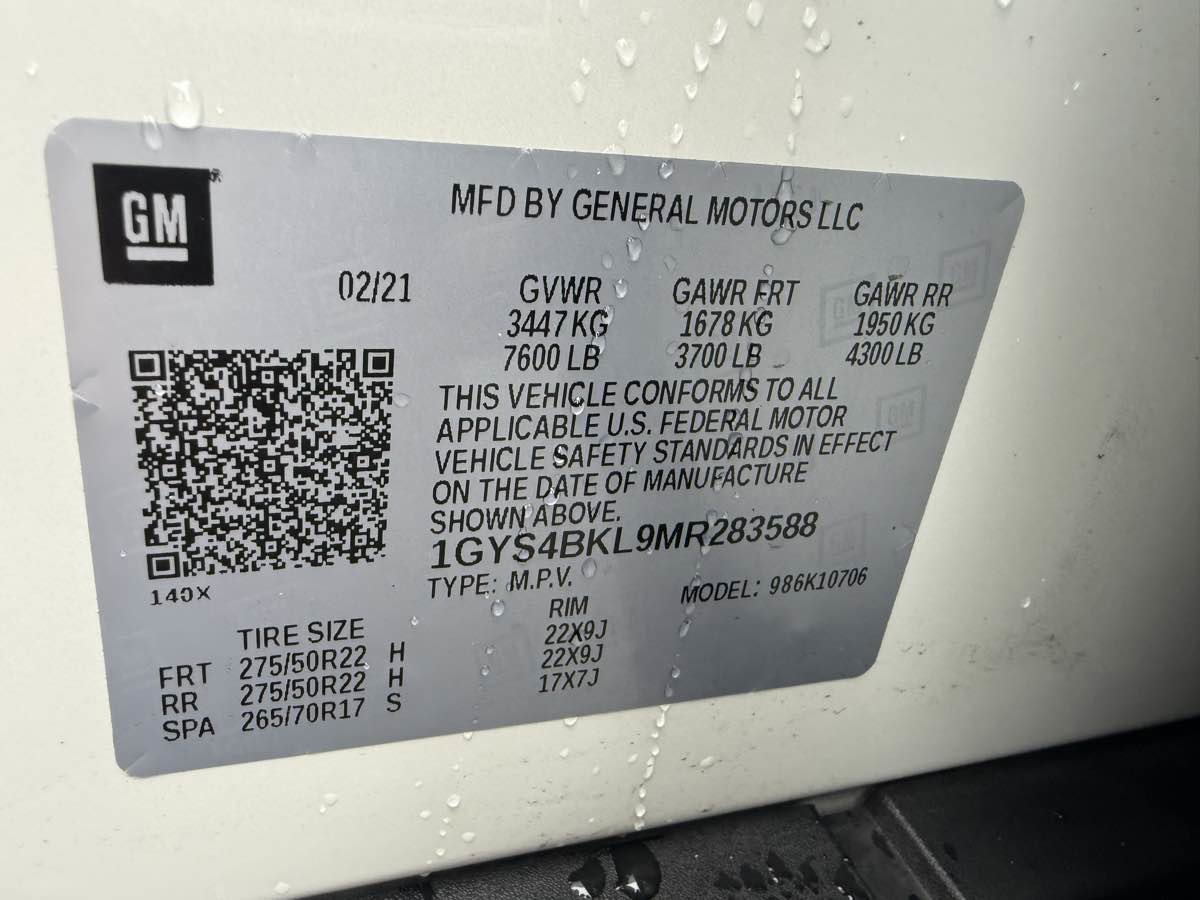 GM
MFD BY GENERAL MOTORS LLC
02/21 GVWR GAWR FRT GAWR RR
3447 KG 1678 KG 1950 KG
7600 LB 3700 LB 4300 LB
THIS VEHICLE CONFORMS TO ALL
APPLICABLE U.S. FEDERAL MOTOR
VEHICLE SAFETY STANDARDS IN EFFECT
ON THE DATE OF MANUFACTURE
SHOWN ABOVE.
1GYS4BKL9MR283588
TYPE: M.P.V. MODEL: 986K10706
140X
TIRE SIZE RIM
FRT 275/50R22 H 22X9J
RR 275/50R22 H 22X9J
SPA 265/70R17 S 17X7J